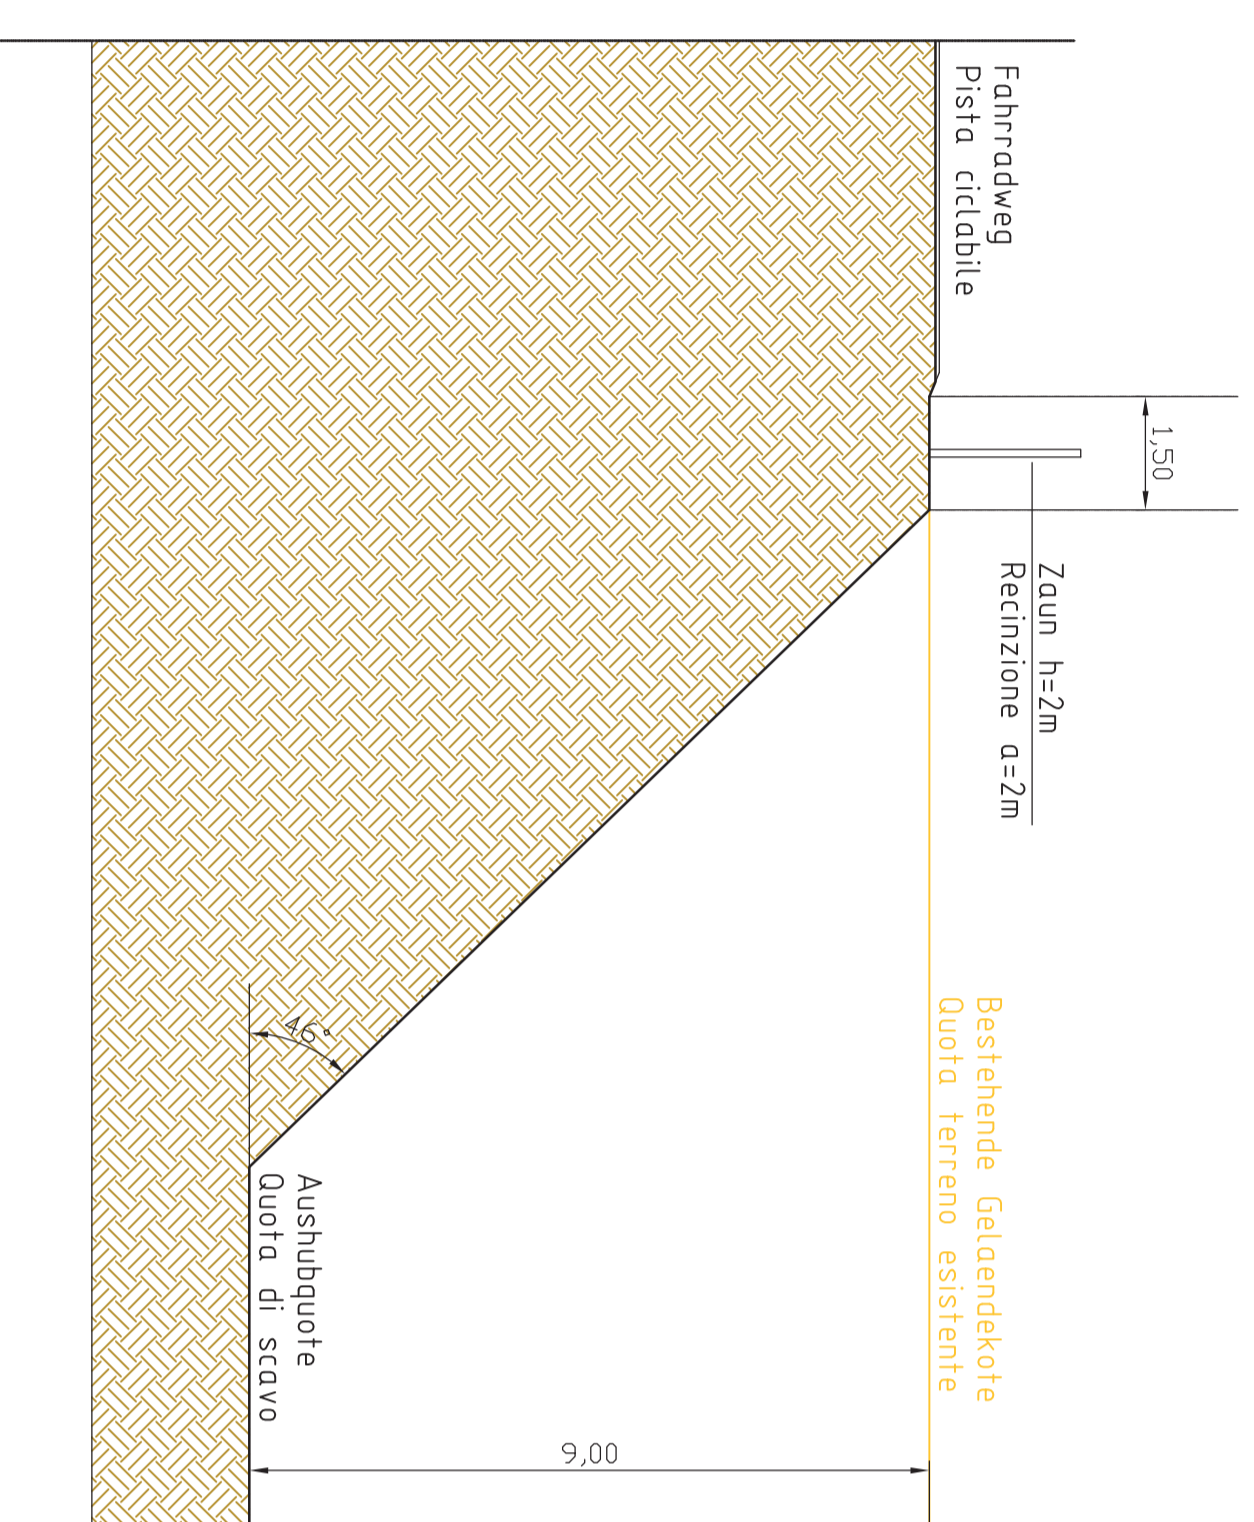 Fahrradweg
Pista ciclabile
1,50
Zaun h=2m
Recinzione a=2m
Bestehende Gelaendekote
Quota terreno esistente
46°
Aushubquote
Quota di scavo
9,00